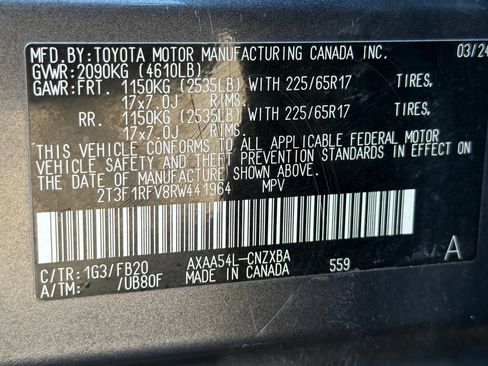 MFD.BY:TOYOTA MOTOR MANUFACTURING CANADA INC. 03/24
GVWR:2090KG (4610LB)
GAWR:FRT. 1150KG (2535LB) WITH 225/65R17 TIRES,
17x7.0J RIMS,
RR. 1150KG (2535LB) WITH 225/65R17 TIRES,
17x7.0J RIMS,
THIS VEHICLE CONFORMS TO ALL APPLICABLE FEDERAL MOTOR
VEHICLE SAFETY AND THEFT PREVENTION STANDARDS IN EFFECT
ON THE DATE OF MANUFACTURE SHOWN ABOVE.
2T3F1RFV8RW441964 MPV
C/TR: 1G3/FB20 AXAA54L-CNZXBA A
A/TM: /UB80F MADE IN CANADA 559